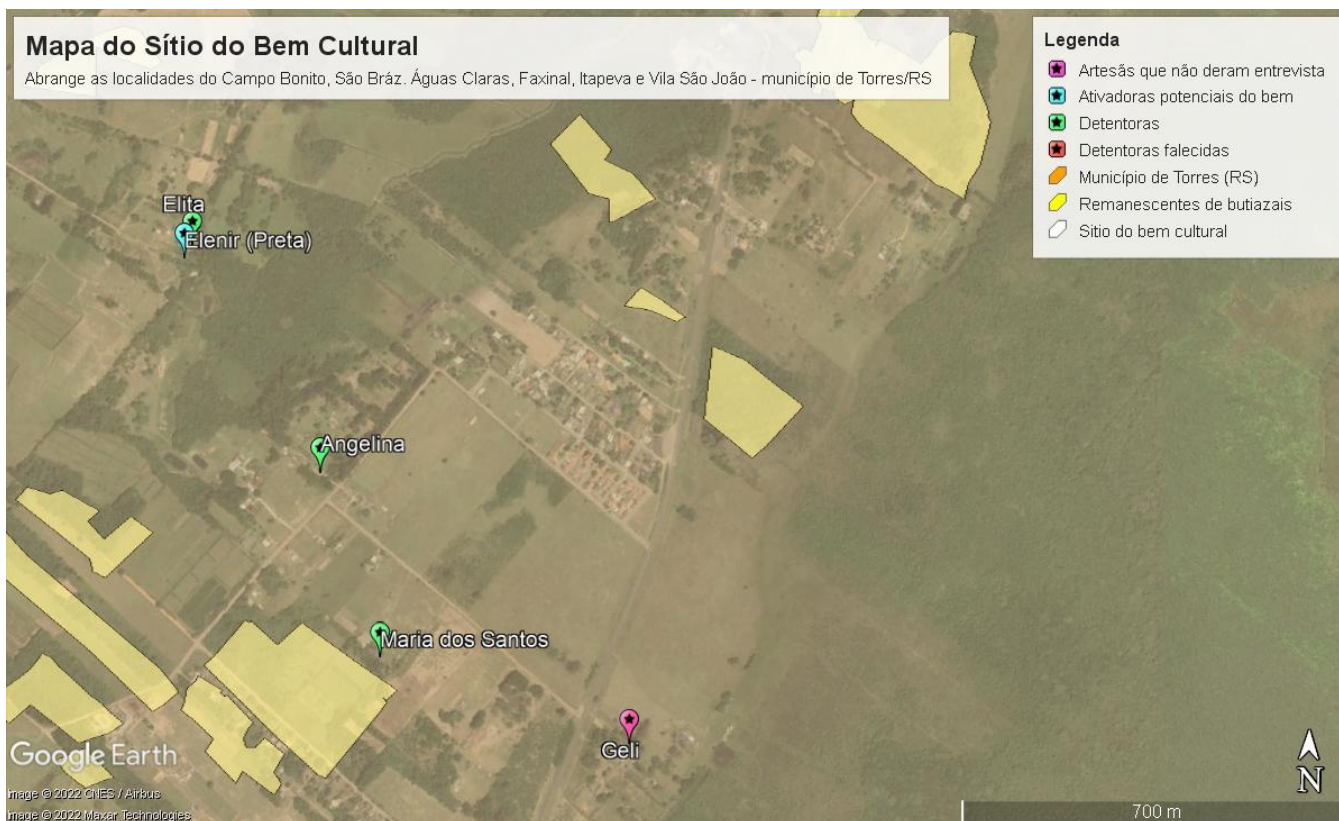 Mapa do Sítio do Bem Cultural
Abrange as localidades do Campo Bonito, São Bráz. Águas Claras, Faxinal, Itapeva e Vila São João - município de Torres/RS
Legenda
Artesãs que não deram entrevista
Ativadoras potenciais do bem
Detentoras
Detentoras falecidas
Município de Torres (RS)
Remanescentes de butiazais
Sitio do bem cultural
Elita
Elenir (Preta)
Angelina
Maria dos Santos
Geli
Google Earth
Image © 2022 CNES / Airbus
Image © 2022 Maxar Technologies
N
700 m